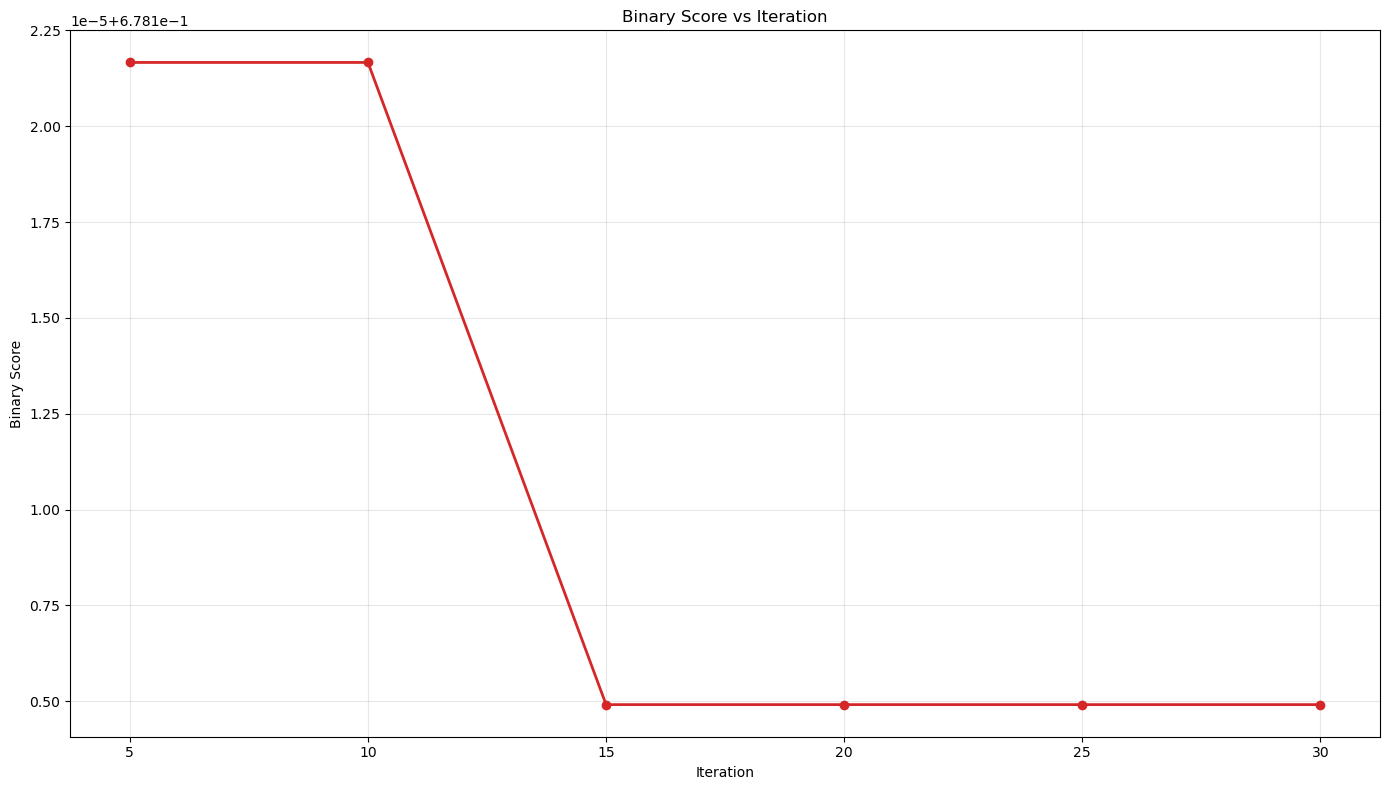 Binary Score vs Iteration
1e−5+6.781e−1
2.25
2.00
1.75
1.50
1.25
1.00
0.75
0.50
Binary Score
5 10 15 20 25 30
Iteration